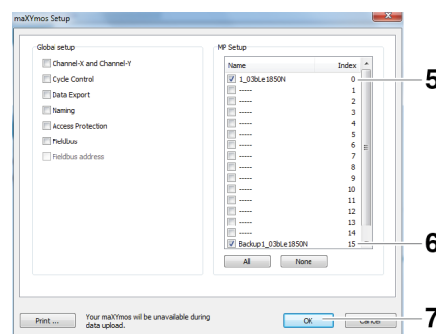 maXYmos Setup
Globa setup
Channel-X and Channel-Y
Cycle Control
Data Export
Naming
Access Protection
Fieldbus
Fieldbus address
MP Setup
Name Index
1_03bLe1850N 0
----- 1
----- 2
----- 3
----- 4
----- 5
----- 6
----- 7
----- 8
----- 9
----- 10
----- 11
----- 12
----- 13
----- 14
Backup1_03bLe1850N 15
All None
Print ... Your maXYmos will be unavailable during
data upload.
OK Cancel
5
6
7